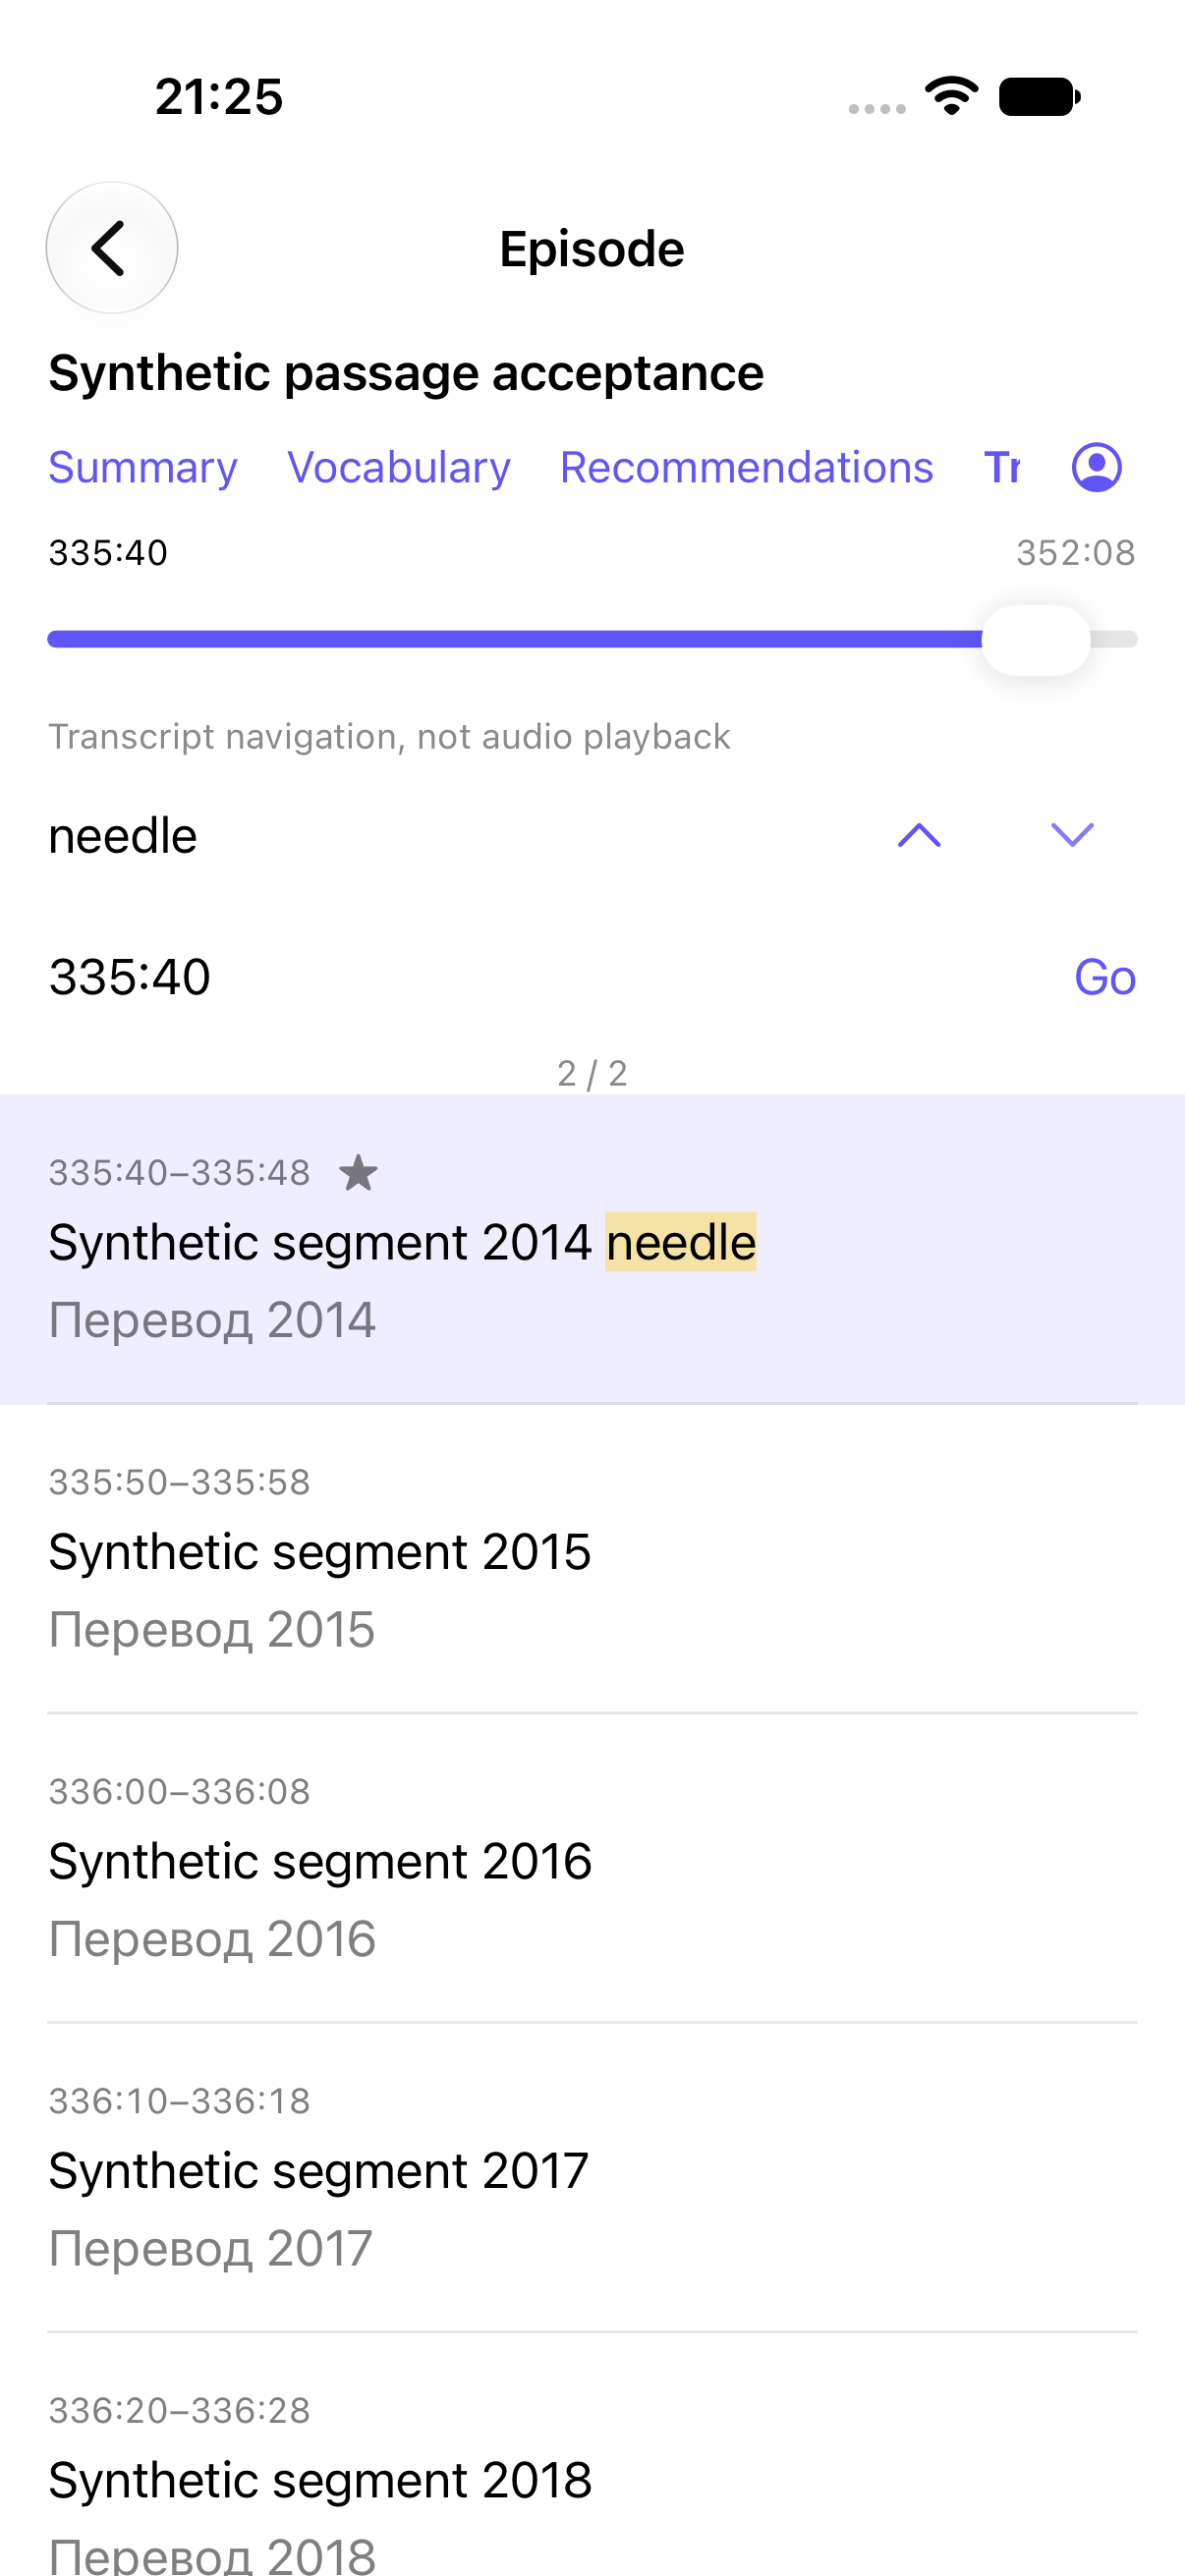 21:25
Episode
Synthetic passage acceptance
Summary Vocabulary Recommendations Tr
335:40 352:08
Transcript navigation, not audio playback
needle
335:40 Go
2 / 2
335:40–335:48
Synthetic segment 2014 needle
Перевод 2014
335:50–335:58
Synthetic segment 2015
Перевод 2015
336:00–336:08
Synthetic segment 2016
Перевод 2016
336:10–336:18
Synthetic segment 2017
Перевод 2017
336:20–336:28
Synthetic segment 2018
Перевод 2018